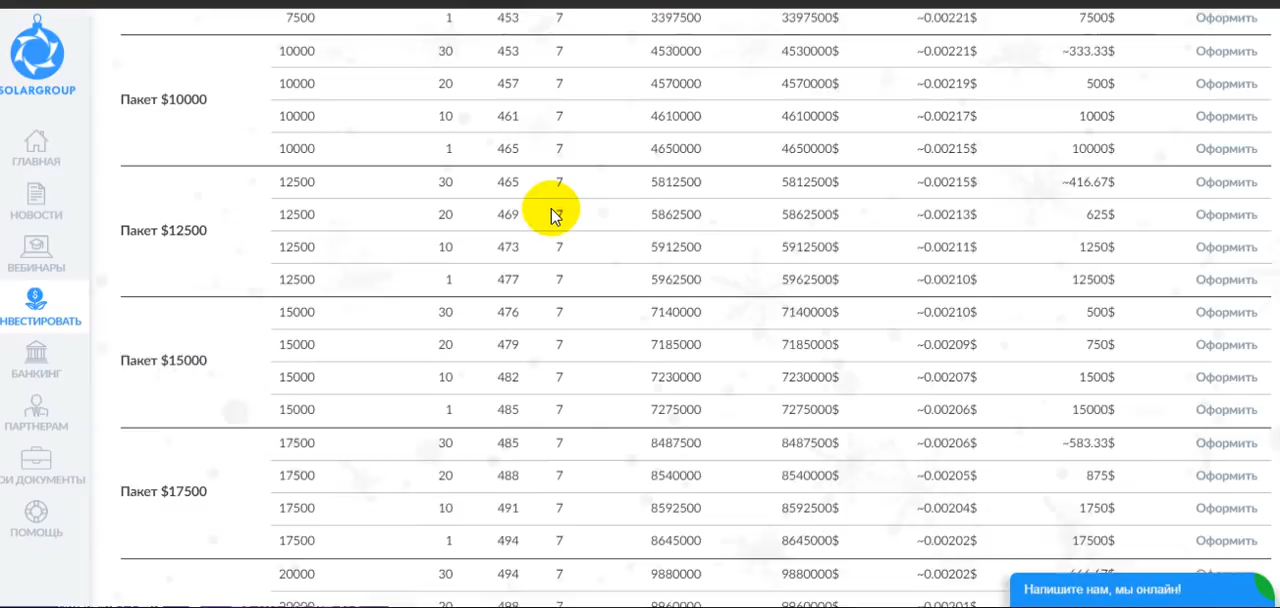 7500 1 453 7 3397500 3397500$ ~0.00221$ 7500$ Оформить
SOLARGROUP
10000 30 453 7 4530000 4530000$ ~0.00221$ ~333.33$ Оформить
10000 20 457 7 4570000 4570000$ ~0.00219$ 500$ Оформить
Пакет $10000
10000 10 461 7 4610000 4610000$ ~0.00217$ 1000$ Оформить
10000 1 465 7 4650000 4650000$ ~0.00215$ 10000$ Оформить
ГЛАВНАЯ
12500 30 465 7 5812500 5812500$ ~0.00215$ ~416.67$ Оформить
12500 20 469 5862500 5862500$ ~0.00213$ 625$ Оформить
НОВОСТИ
Пакет $12500
12500 10 473 7 5912500 5912500$ ~0.00211$ 1250$ Оформить
ВЕБИНАРЫ
12500 1 477 7 5962500 5962500$ ~0.00210$ 12500$ Оформить
15000 30 476 7 7140000 7140000$ ~0.00210$ 500$ Оформить
НВЕСТИРОВАТЬ
15000 20 479 7 7185000 7185000$ ~0.00209$ 750$ Оформить
Пакет $15000
15000 10 482 7 7230000 7230000$ ~0.00207$ 1500$ Оформить
БАНКИНГ
15000 1 485 7 7275000 7275000$ ~0.00206$ 15000$ Оформить
ПАРТНЕРАМ
17500 30 485 7 8487500 8487500$ ~0.00206$ ~583.33$ Оформить
17500 20 488 7 8540000 8540000$ ~0.00205$ 875$ Оформить
ОИ ДОКУМЕНТЫ
Пакет $17500
17500 10 491 7 8592500 8592500$ ~0.00204$ 1750$ Оформить
ПОМОЩЬ
17500 1 494 7 8645000 8645000$ ~0.00202$ 17500$ Оформить
20000 30 494 7 9880000 9880000$ ~0.00202$
Напишите нам, мы онлайн!